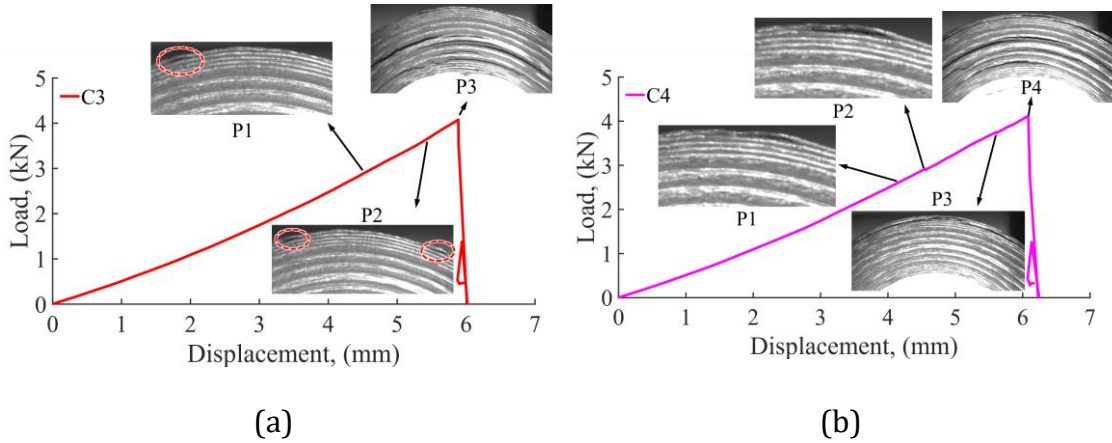 5
4
3
2
1
0
Load, (kN)
C3
P1
P2
P3
0 1 2 3 4 5 6 7
Displacement, (mm)
(a)
5
4
3
2
1
0
Load, (kN)
C4
P2
P4
P1
P3
0 1 2 3 4 5 6 7
Displacement, (mm)
(b)